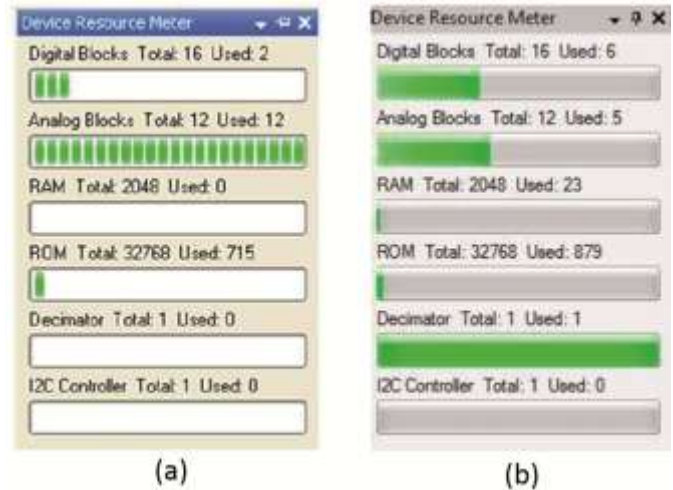 Device Resource Meter
Digital Blocks Total: 16 Used: 2
Analog Blocks Total: 12 Used: 12
RAM Total: 2048 Used: 0
ROM Total: 32768 Used: 715
Decimator Total: 1 Used: 0
I2C Controller Total: 1 Used: 0
(a)
Device Resource Meter
Digital Blocks Total: 16 Used: 6
Analog Blocks Total: 12 Used: 5
RAM Total: 2048 Used: 23
ROM Total: 32768 Used: 879
Decimator Total: 1 Used: 1
I2C Controller Total: 1 Used: 0
(b)